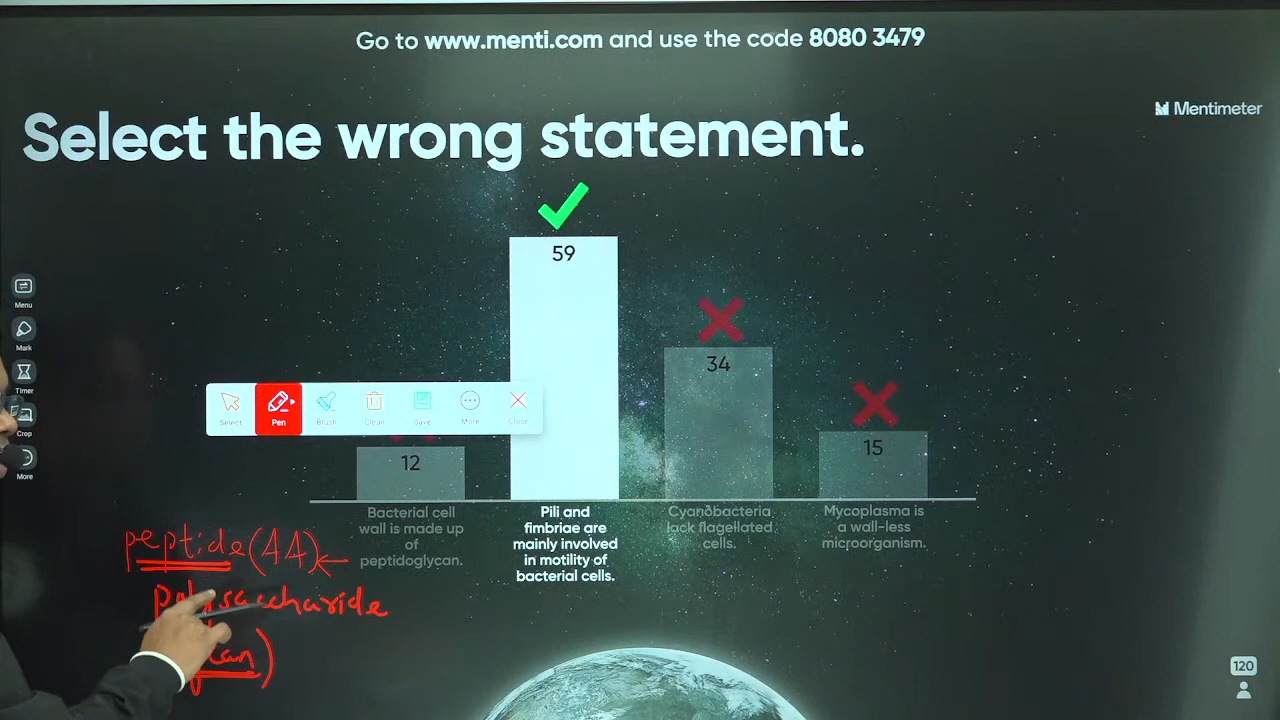 Go to www.menti.com and use the code 8080 3479
Mentimeter
Select the wrong statement.
59
34
15
12
Menu
Mark
Timer
Crop
More
Select
Pen
Brush
Clean
Save
More
Close
Bacterial cell
wall is made up
of
peptidoglycan.
Pili and
fimbriae are
mainly involved
in motility of
bacterial cells.
Cyanobacteria
lack flagellated
cells.
Mycoplasma is
a wall-less
microorganism.
peptide (AA)
polysaccharide
120